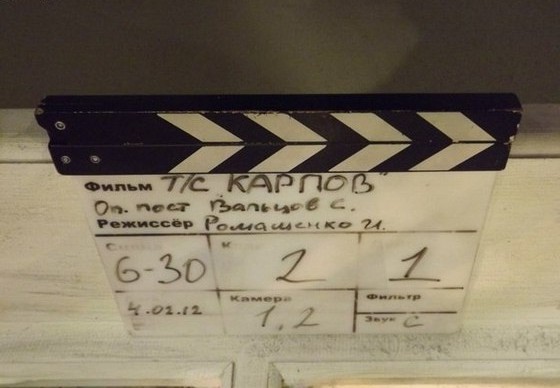 Фильм Т/С КАРПОВ"
Оп. пост Вальцов С.
Режиссёр Ромащенко И.
К
6-30 2 1
4.02.12 Камера Фильтр
1,2 Звук С